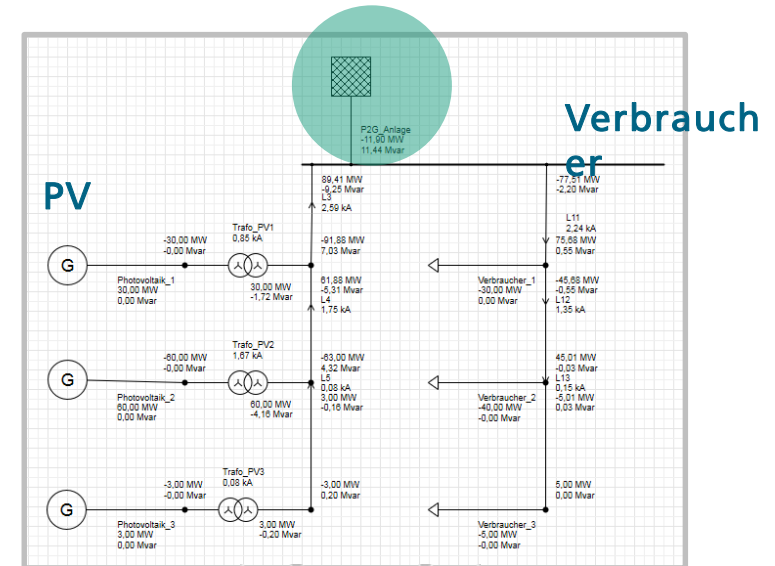 Verbrauch
er
PV
P2G_Anlage
-11,90 MW
11,44 Mvar
89,41 MW
-9,25 Mvar
L3
2,59 kA
-77,51 MW
-2,20 Mvar
L11
2,24 kA
75,68 MW
0,55 Mvar
-30,00 MW
-0,00 Mvar
Trafo_PV1
0,85 kA
-91,88 MW
7,03 Mvar
G
Photovoltaik_1
30,00 MW
0,00 Mvar
30,00 MW
-1,72 Mvar
61,88 MW
-5,31 Mvar
L4
1,75 kA
Verbraucher_1
-30,00 MW
0,00 Mvar
-45,68 MW
-0,55 Mvar
L12
1,35 kA
-60,00 MW
-0,00 Mvar
Trafo_PV2
1,67 kA
-63,00 MW
4,32 Mvar
L5
0,08 kA
3,00 MW
-0,16 Mvar
G
Photovoltaik_2
60,00 MW
0,00 Mvar
60,00 MW
-4,16 Mvar
Verbraucher_2
-40,00 MW
-0,00 Mvar
45,01 MW
-0,03 Mvar
L13
0,15 kA
-5,01 MW
0,03 Mvar
-3,00 MW
-0,00 Mvar
Trafo_PV3
0,08 kA
-3,00 MW
0,20 Mvar
G
Photovoltaik_3
3,00 MW
0,00 Mvar
3,00 MW
-0,20 Mvar
Verbraucher_3
-5,00 MW
-0,00 Mvar
5,00 MW
0,00 Mvar